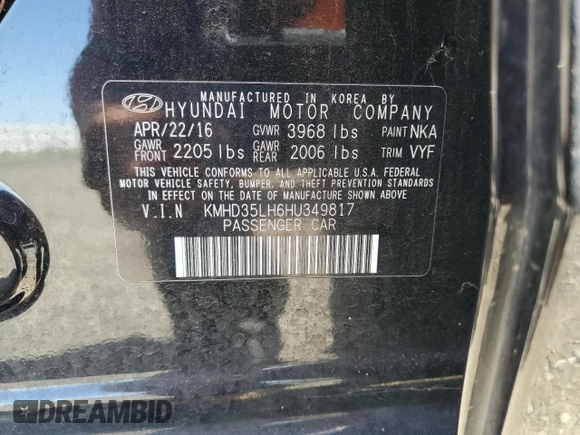 MANUFACTURED IN KOREA BY
HYUNDAI MOTOR COMPANY
APR/22/16 GVWR 3968 lbs PAINT NKA
GAWR FRONT 2205 lbs GAWR REAR 2006 lbs TRIM VYF
THIS VEHICLE CONFORMS TO ALL APPLICABLE U.S.A. FEDERAL
MOTOR VEHICLE SAFETY, BUMPER, AND THEFT PREVENTION STANDARDS
IN EFFECT ON THE DATE OF MANUFACTURE SHOWN ABOVE
V.I.N KMHD35LH6HU349817
PASSENGER CAR
DREAMBID